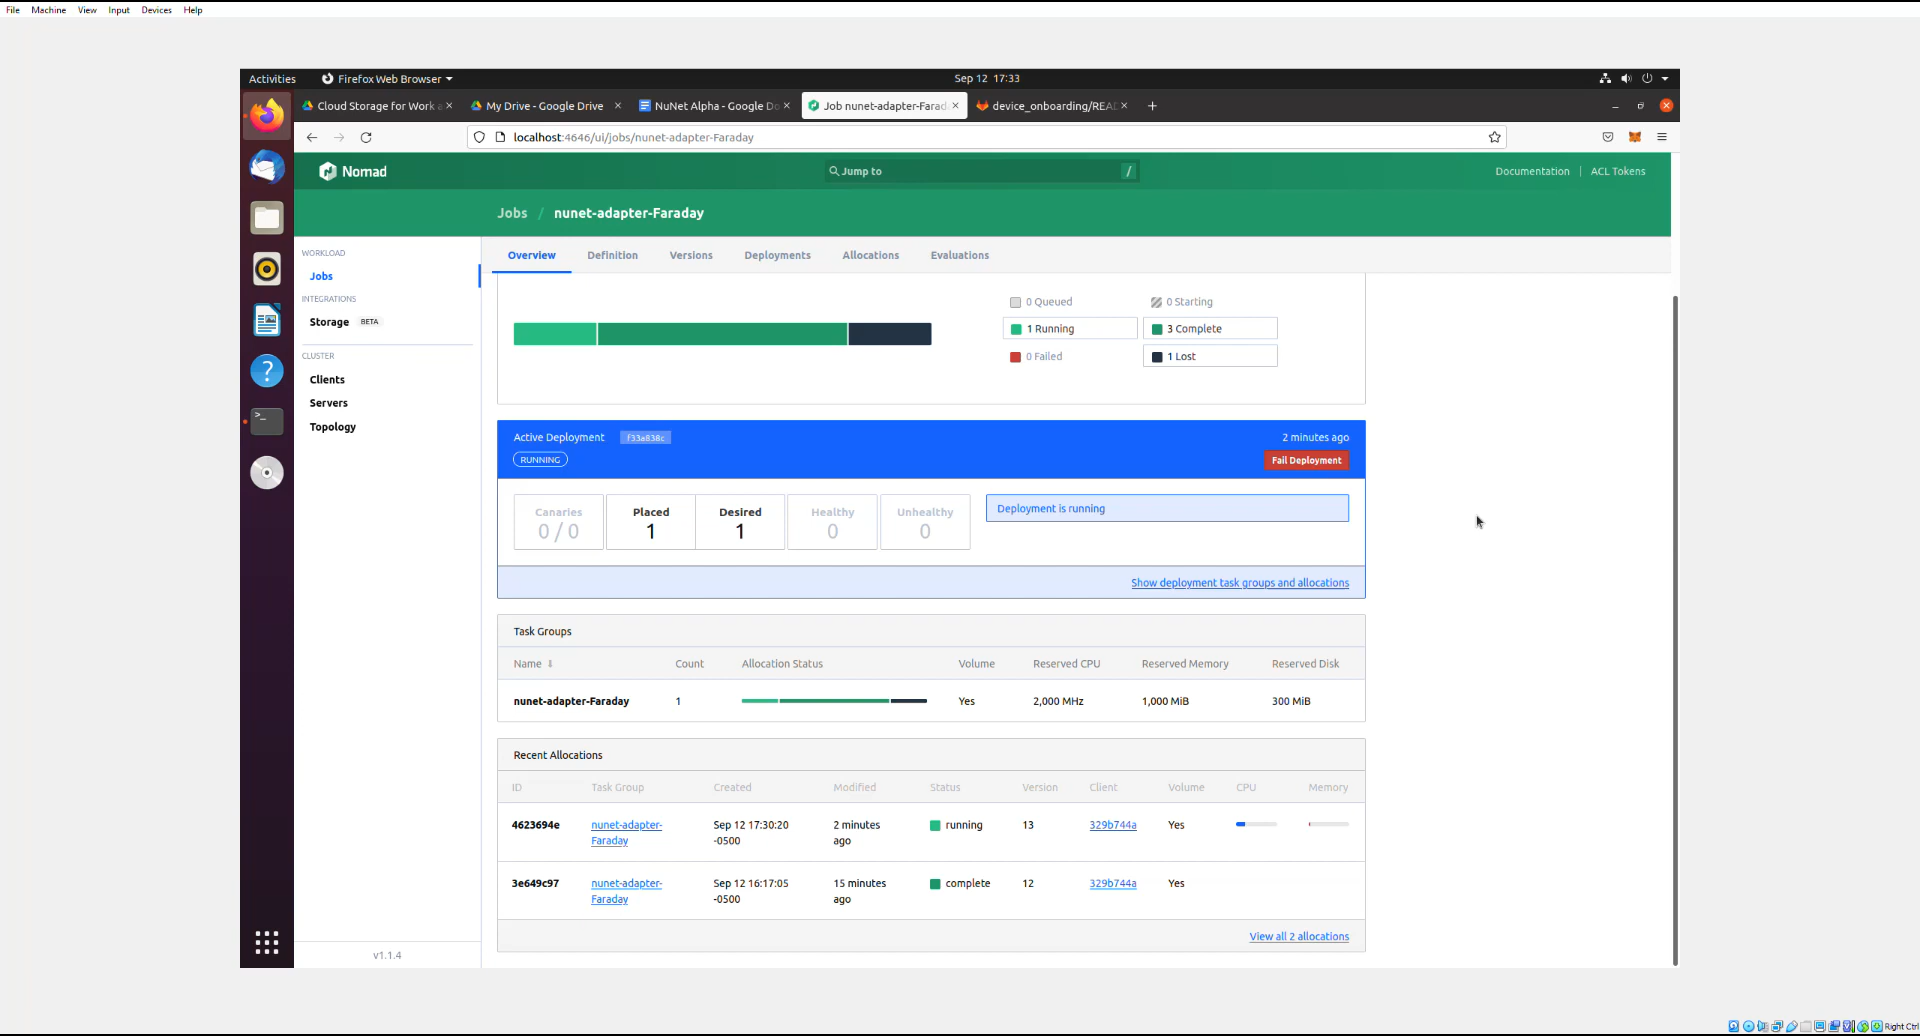 File Machine View Input Devices Help
Activities Firefox Web Browser Sep 12 17:33
Cloud Storage for Work a My Drive - Google Drive NuNet Alpha - Google Do Job nunet-adapter-Farad device_onboarding/REA
localhost:4646/ui/jobs/nunet-adapter-Faraday
Nomad Jump to / Documentation ACL Tokens
Jobs / nunet-adapter-Faraday
WORKLOAD
Jobs
INTEGRATIONS
Storage BETA
CLUSTER
Clients
Servers
Topology
v1.1.4
Overview Definition Versions Deployments Allocations Evaluations
0 Queued 0 Starting
1 Running 3 Complete
0 Failed 1 Lost
Active Deployment f33a838c 2 minutes ago
RUNNING Fail Deployment
Canaries Placed Desired Healthy Unhealthy
0 / 0 1 1 0 0
Deployment is running
Show deployment task groups and allocations
Task Groups
Name Count Allocation Status Volume Reserved CPU Reserved Memory Reserved Disk
nunet-adapter-Faraday 1 Yes 2,000 MHz 1,000 MiB 300 MiB
Recent Allocations
ID Task Group Created Modified Status Version Client Volume CPU Memory
4623694e nunet-adapter- Sep 12 17:30:20 2 minutes running 13 329b744a Yes
Faraday -0500 ago
3e649c97 nunet-adapter- Sep 12 16:17:05 15 minutes complete 12 329b744a Yes
Faraday -0500 ago
View all 2 allocations
Right Ctrl